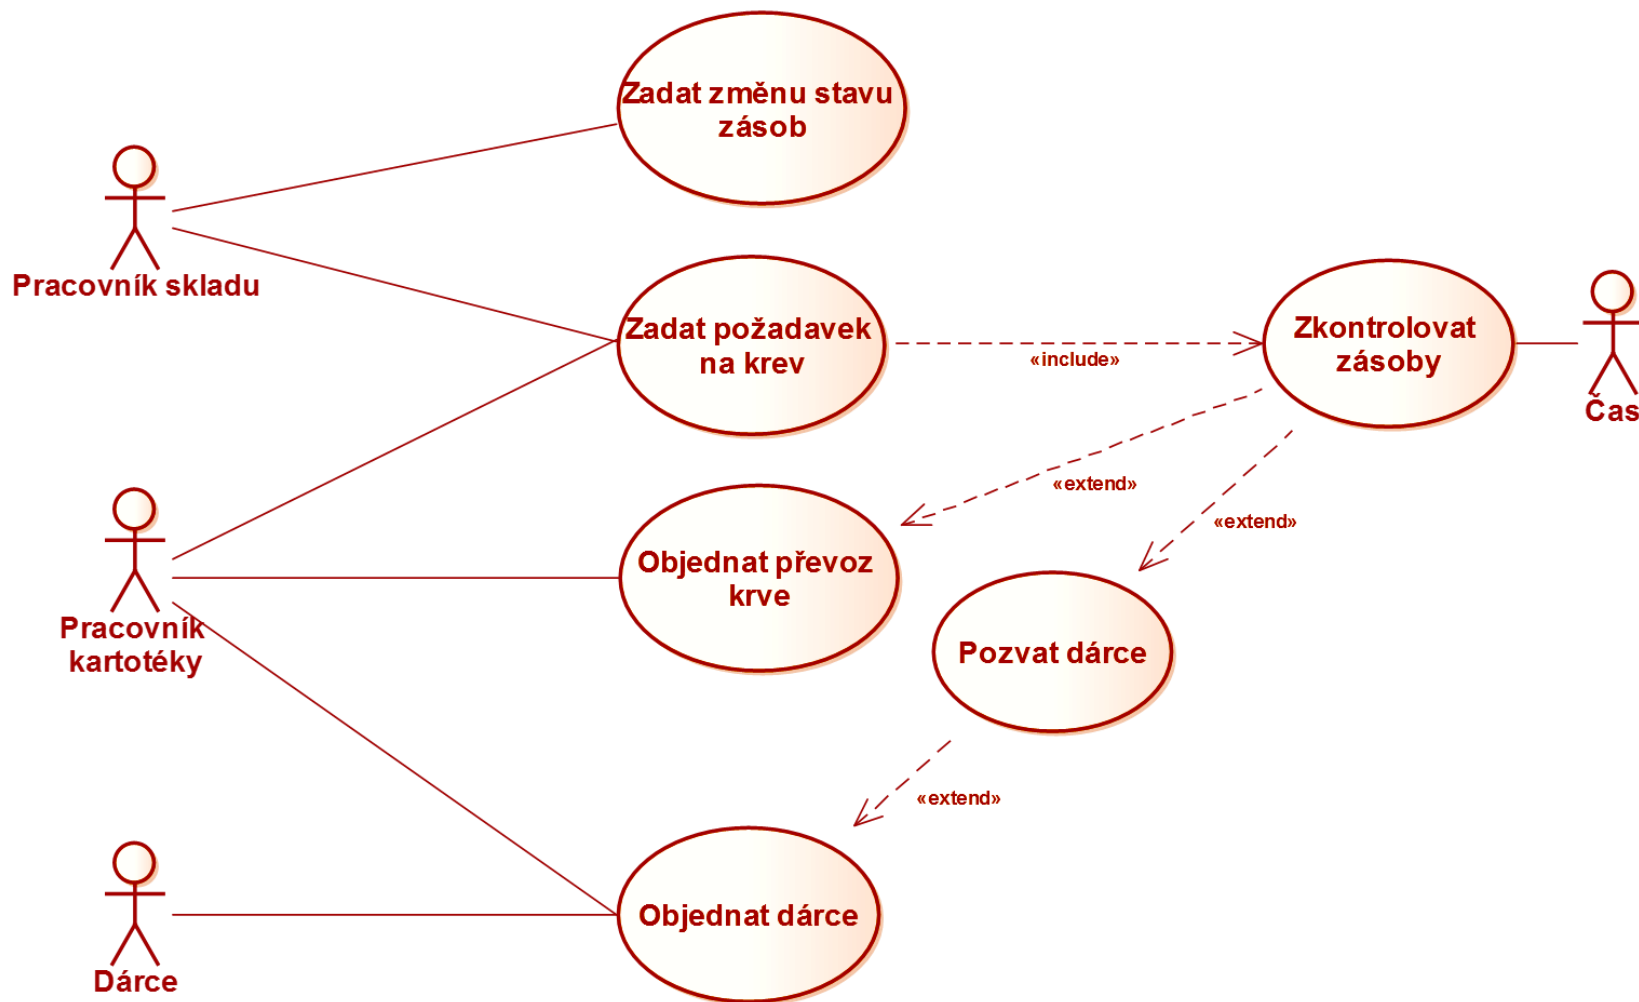 Zadat změnu stavu
zásob
Pracovník skladu
Zadat požadavek
na krev
«include»
Zkontrolovat
zásoby
Čas
«extend»
«extend»
Objednat převoz
krve
Pracovník
kartotéky
Pozvat dárce
«extend»
Objednat dárce
Dárce